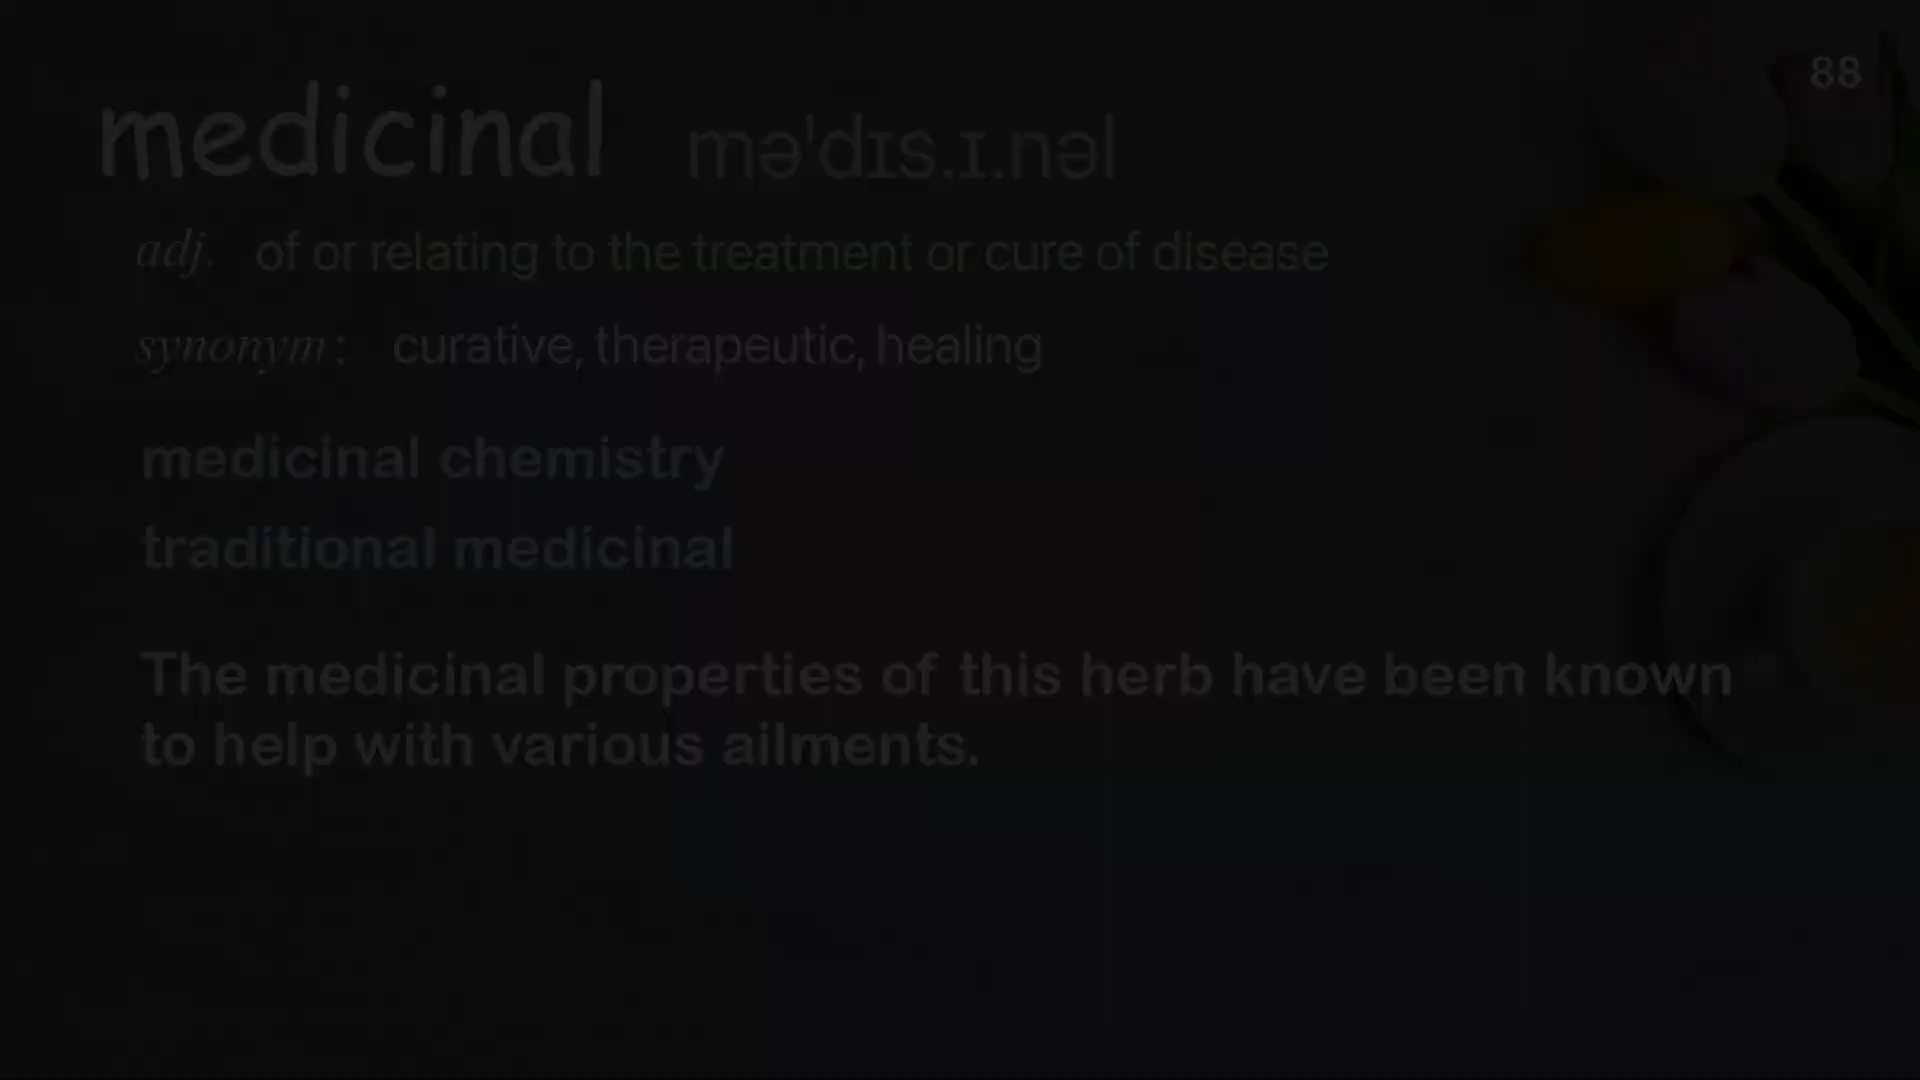 88
medicinal məˈdɪs.ɪ.nəl
adj. of or relating to the treatment or cure of disease
synonym: curative, therapeutic, healing
medicinal chemistry
traditional medicinal
The medicinal properties of this herb have been known
to help with various ailments.